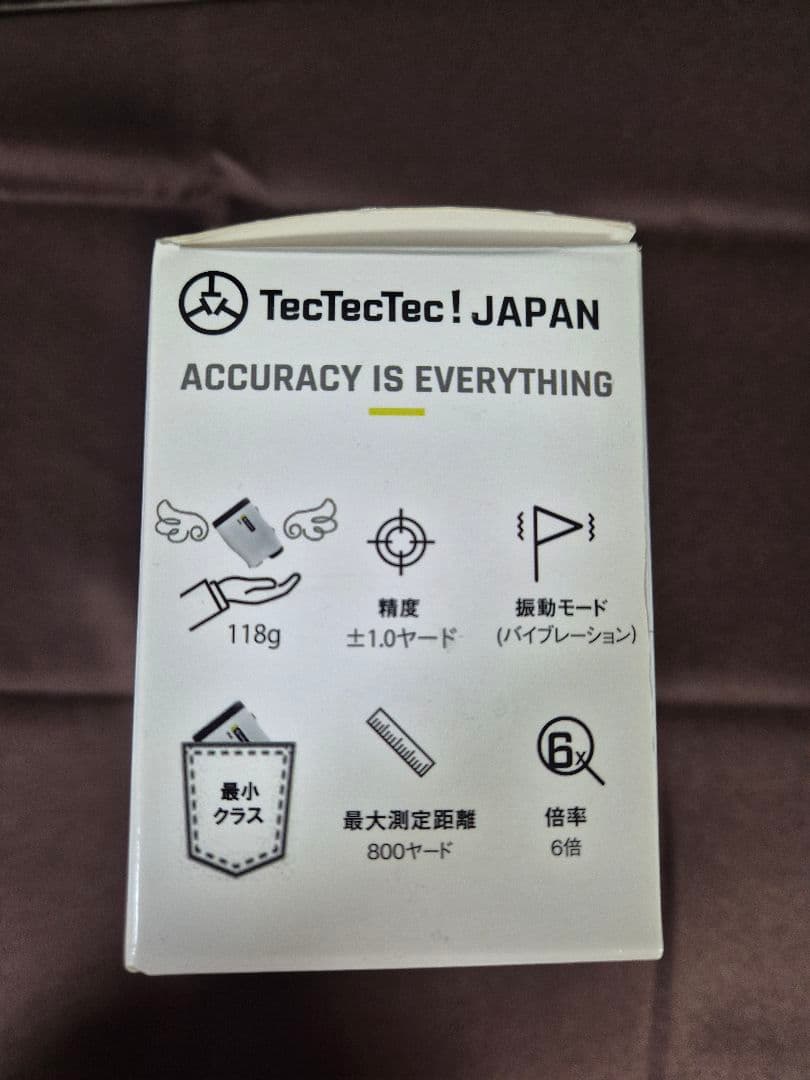 TecTecTec! JAPAN
ACCURACY IS EVERYTHING
118g
精度
±1.0ヤード
振動モード
(バイブレーション)
最小
クラス
最大測定距離
800ヤード
6x
倍率
6倍